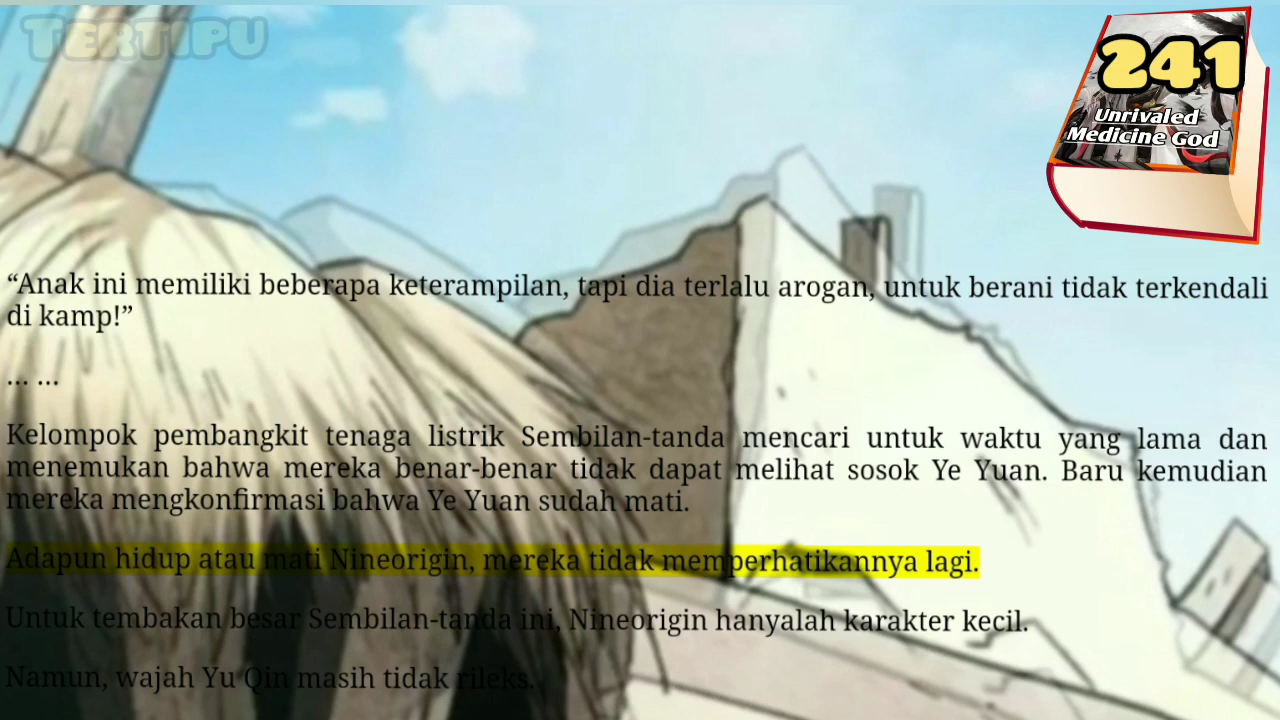 TERTIPU
241
Unrivaled
Medicine God
“Anak ini memiliki beberapa keterampilan, tapi dia terlalu arogan, untuk berani tidak terkendali
di kamp!”
... ...
Kelompok pembangkit tenaga listrik Sembilan-tanda mencari untuk waktu yang lama dan
menemukan bahwa mereka benar-benar tidak dapat melihat sosok Ye Yuan. Baru kemudian
mereka mengkonfirmasi bahwa Ye Yuan sudah mati.
Adapun hidup atau mati Nineorigin, mereka tidak memperhatikannya lagi.
Untuk tembakan besar Sembilan-tanda ini, Nineorigin hanyalah karakter kecil.
Namun, wajah Yu Qin masih tidak rileks.